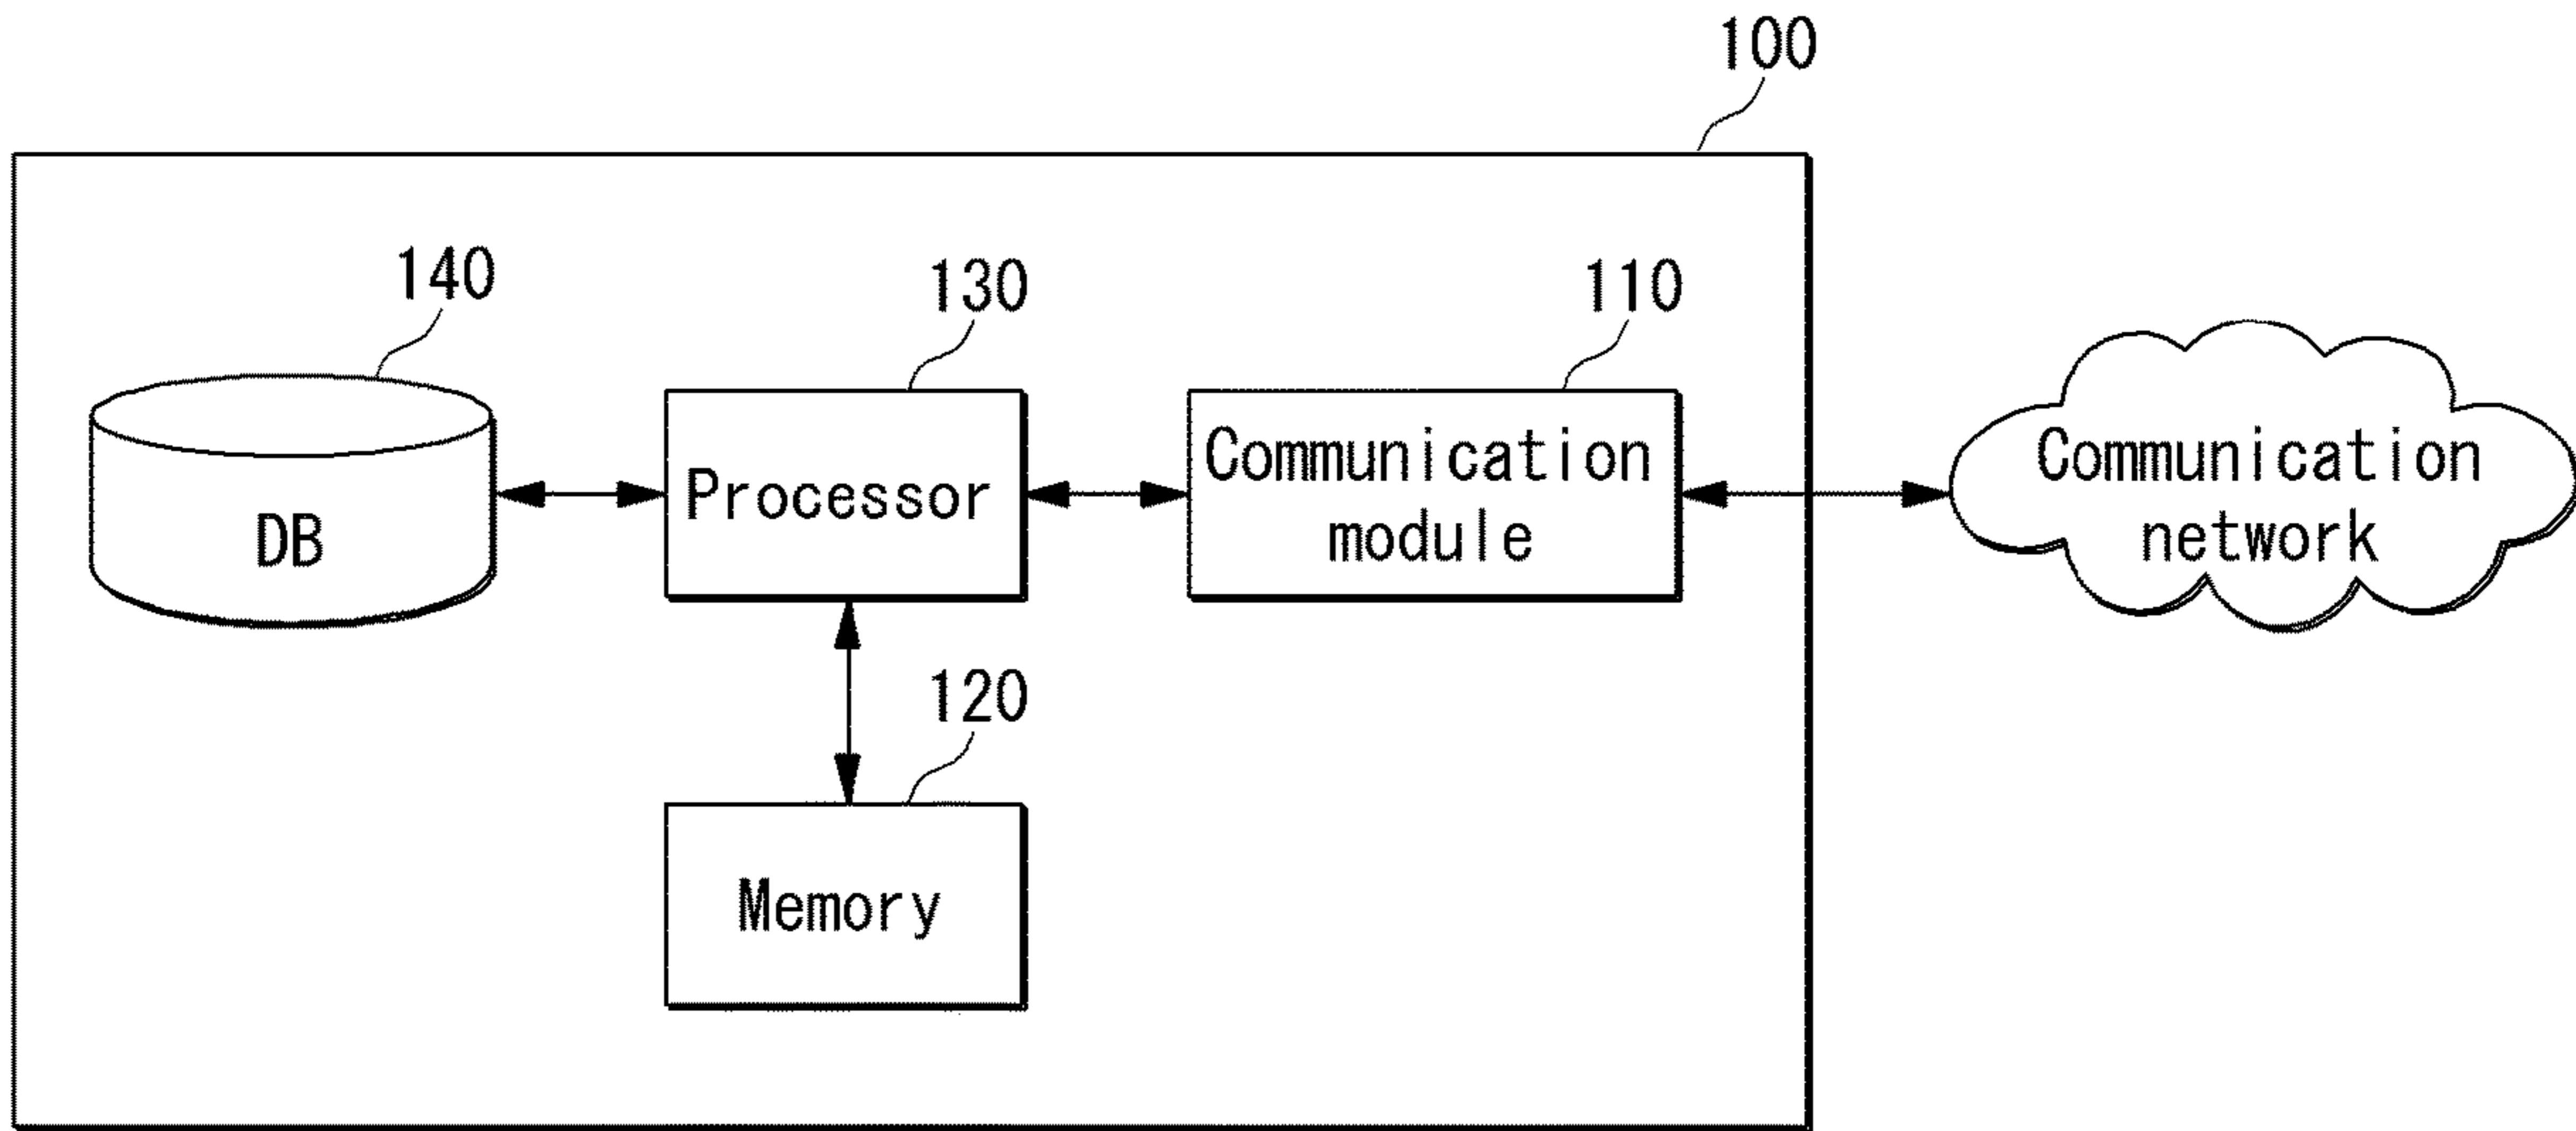 100
140
130
110
DB
Processor
Communication
module
Communication
network
120
Memory